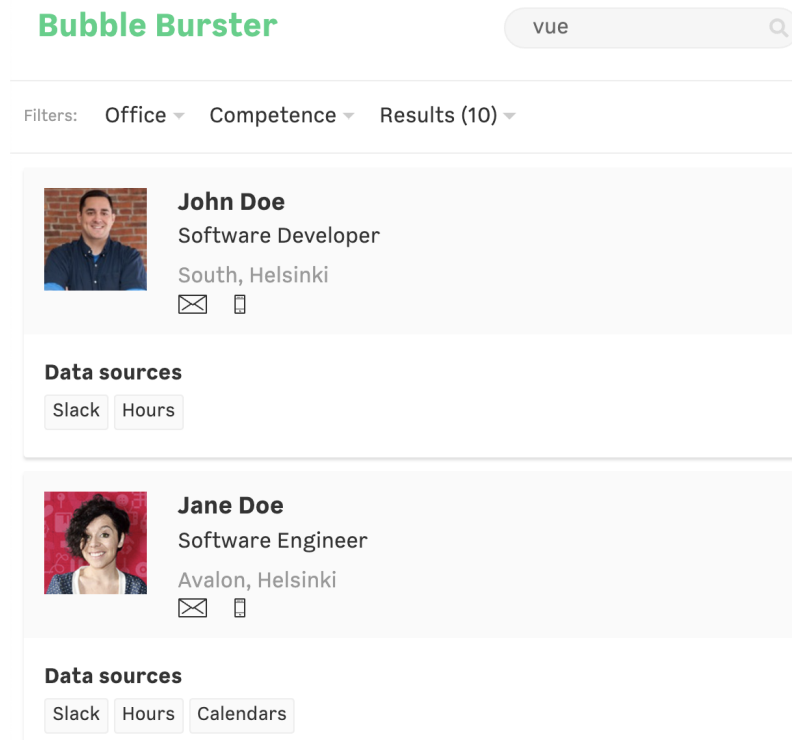 Bubble Burster
vue
Filters: Office Competence Results (10)
John Doe
Software Developer
South, Helsinki
Data sources
Slack Hours
Jane Doe
Software Engineer
Avalon, Helsinki
Data sources
Slack Hours Calendars